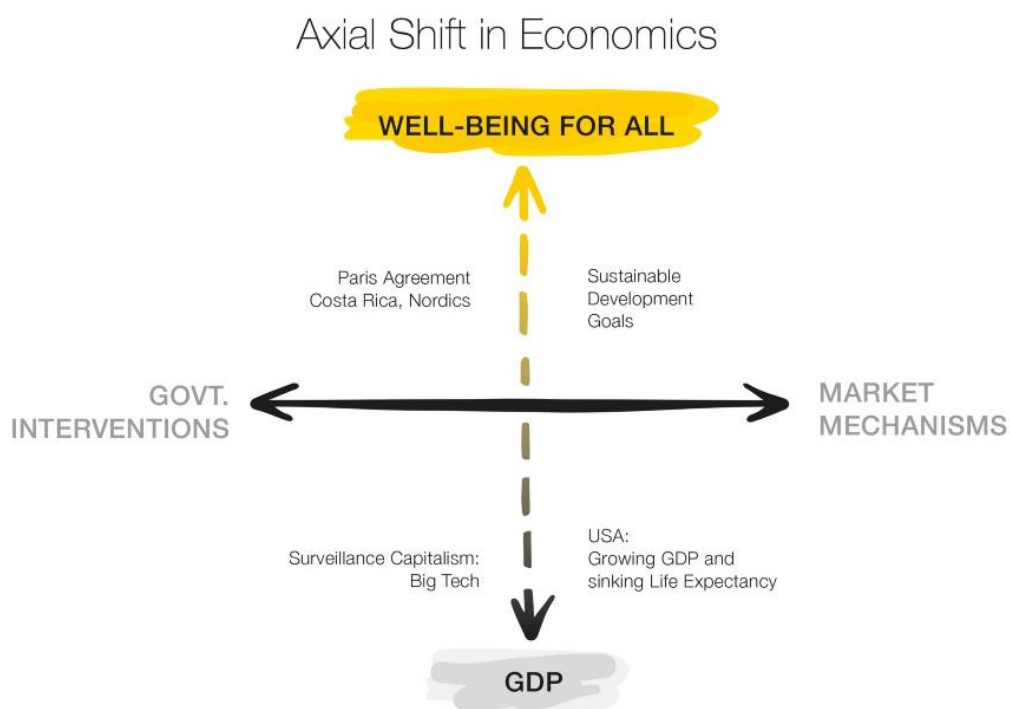 Axial Shift in Economics
WELL-BEING FOR ALL
Paris Agreement
Costa Rica, Nordics
Sustainable
Development
Goals
GOVT.
INTERVENTIONS
MARKET
MECHANISMS
Surveillance Capitalism:
Big Tech
USA:
Growing GDP and
sinking Life Expectancy
GDP